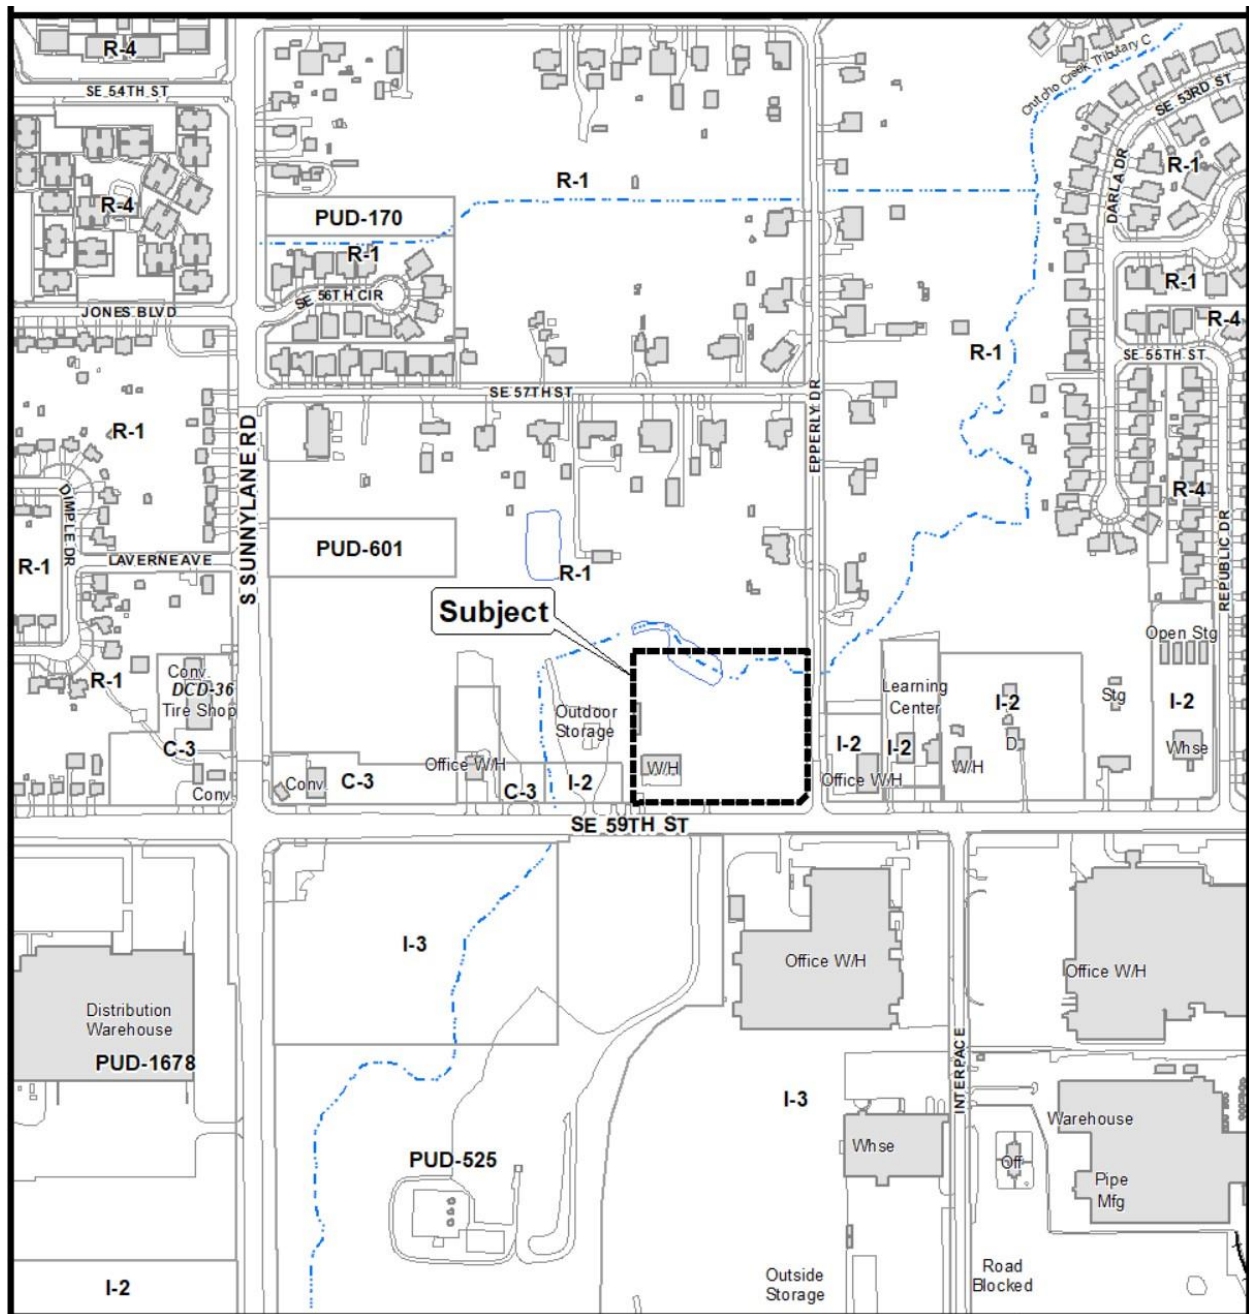 R-4
SE 54TH ST
R-4
JONES BLVD
R-1
PUD-170
R-1
SE 56TH CIR
SE 57TH ST
Crutcho Creek Tributary C
SE 53RD ST
DARLA DR
R-1
R-1
R-4
SE 55TH ST
R-1
EPPERLY DR
R-4
REPUBLIC DR
S SUNNYLANE RD
R-1
DIMPLE DR
LAVERNE AVE
R-1
R-1
PUD-601
R-1
Subject
Conv.
DCD-36
Tire Shop
C-3
Conv.
Conv.
C-3
Office W/H
C-3
Outdoor
Storage
I-2
W/H
I-2
Office W/H
Learning
Center
I-2
W/H
I-2
D.
Stg
Open Stg
I-2
Whse
SE 59TH ST
I-3
Distribution
Warehouse
PUD-1678
I-2
PUD-525
Office W/H
I-3
Whse
Outside
Storage
INTERPACE
Office W/H
Warehouse
Off
Pipe
Mfg
Road
Blocked